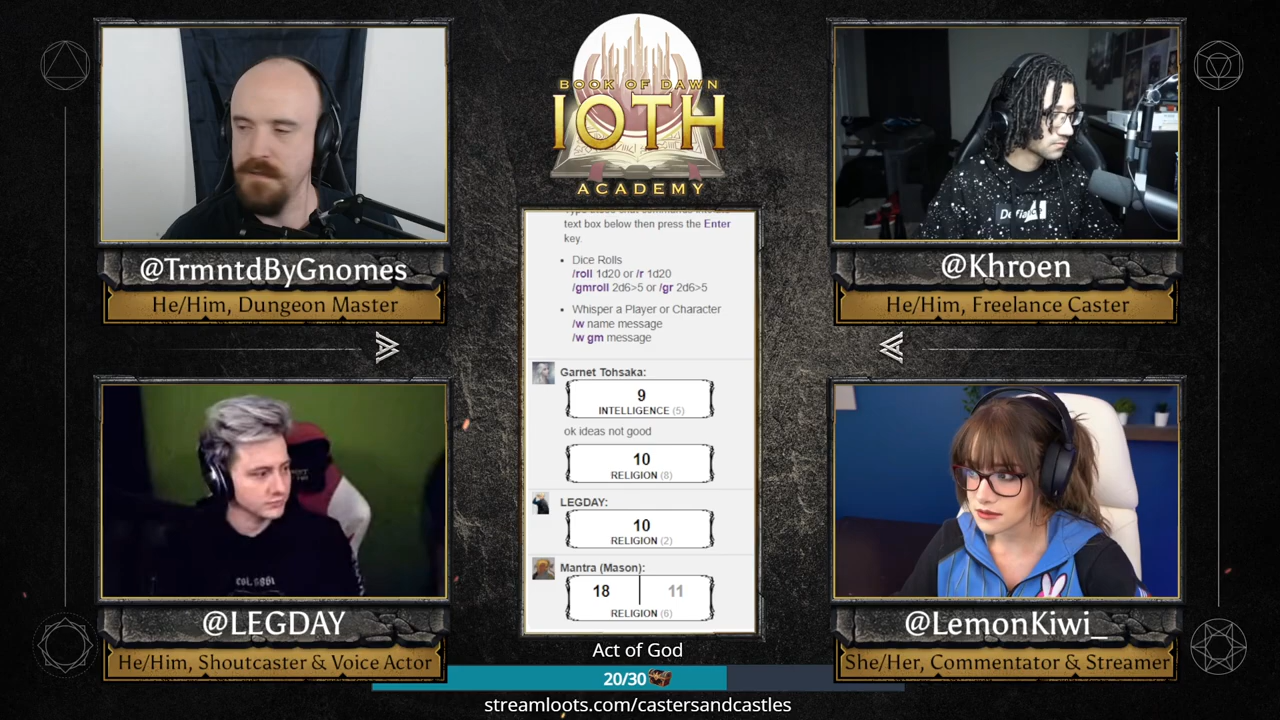 BOOK OF DAWN
IOTH
ACADEMY
@TrmntdByGnomes
He/Him, Dungeon Master
@Khroen
He/Him, Freelance Caster
text box below then press the Enter
key.
• Dice Rolls
/roll 1d20 or /r 1d20
/gmroll 2d6>5 or /gr 2d6>5
• Whisper a Player or Character
/w name message
/w gm message
Garnet Tohsaka:
9
INTELLIGENCE (5)
ok ideas not good
10
RELIGION (8)
LEGDAY:
10
RELIGION (2)
Mantra (Mason):
18 11
RELIGION (6)
@LEGDAY
He/Him, Shoutcaster & Voice Actor
@LemonKiwi_
She/Her, Commentator & Streamer
Act of God
20/30
streamloots.com/castersandcastles